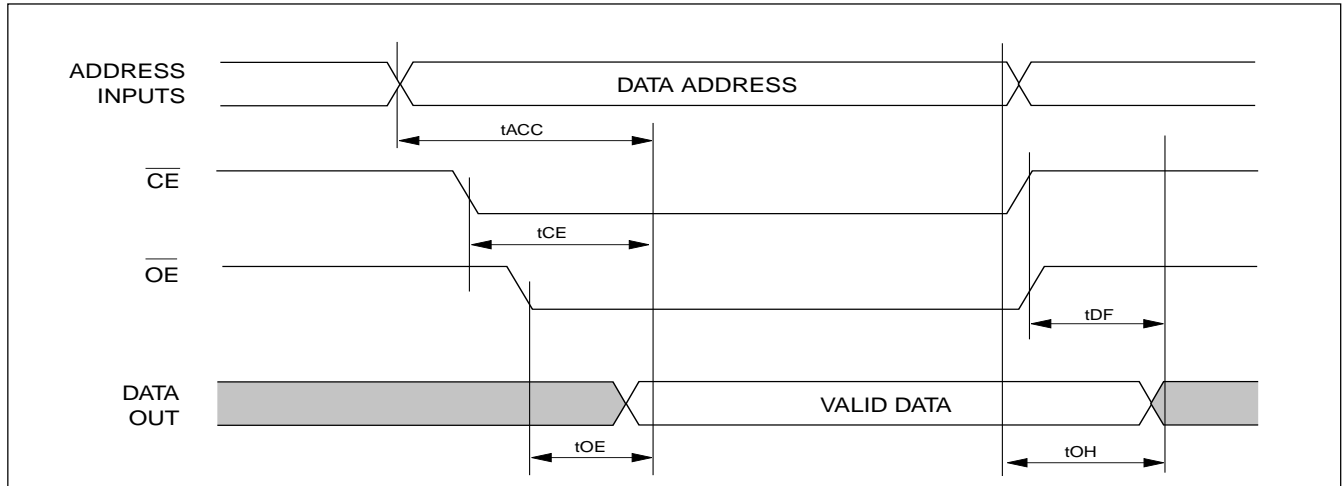 ADDRESS
INPUTS
DATA ADDRESS
tACC
CE
tCE
OE
tDF
DATA
OUT
VALID DATA
tOE
tOH